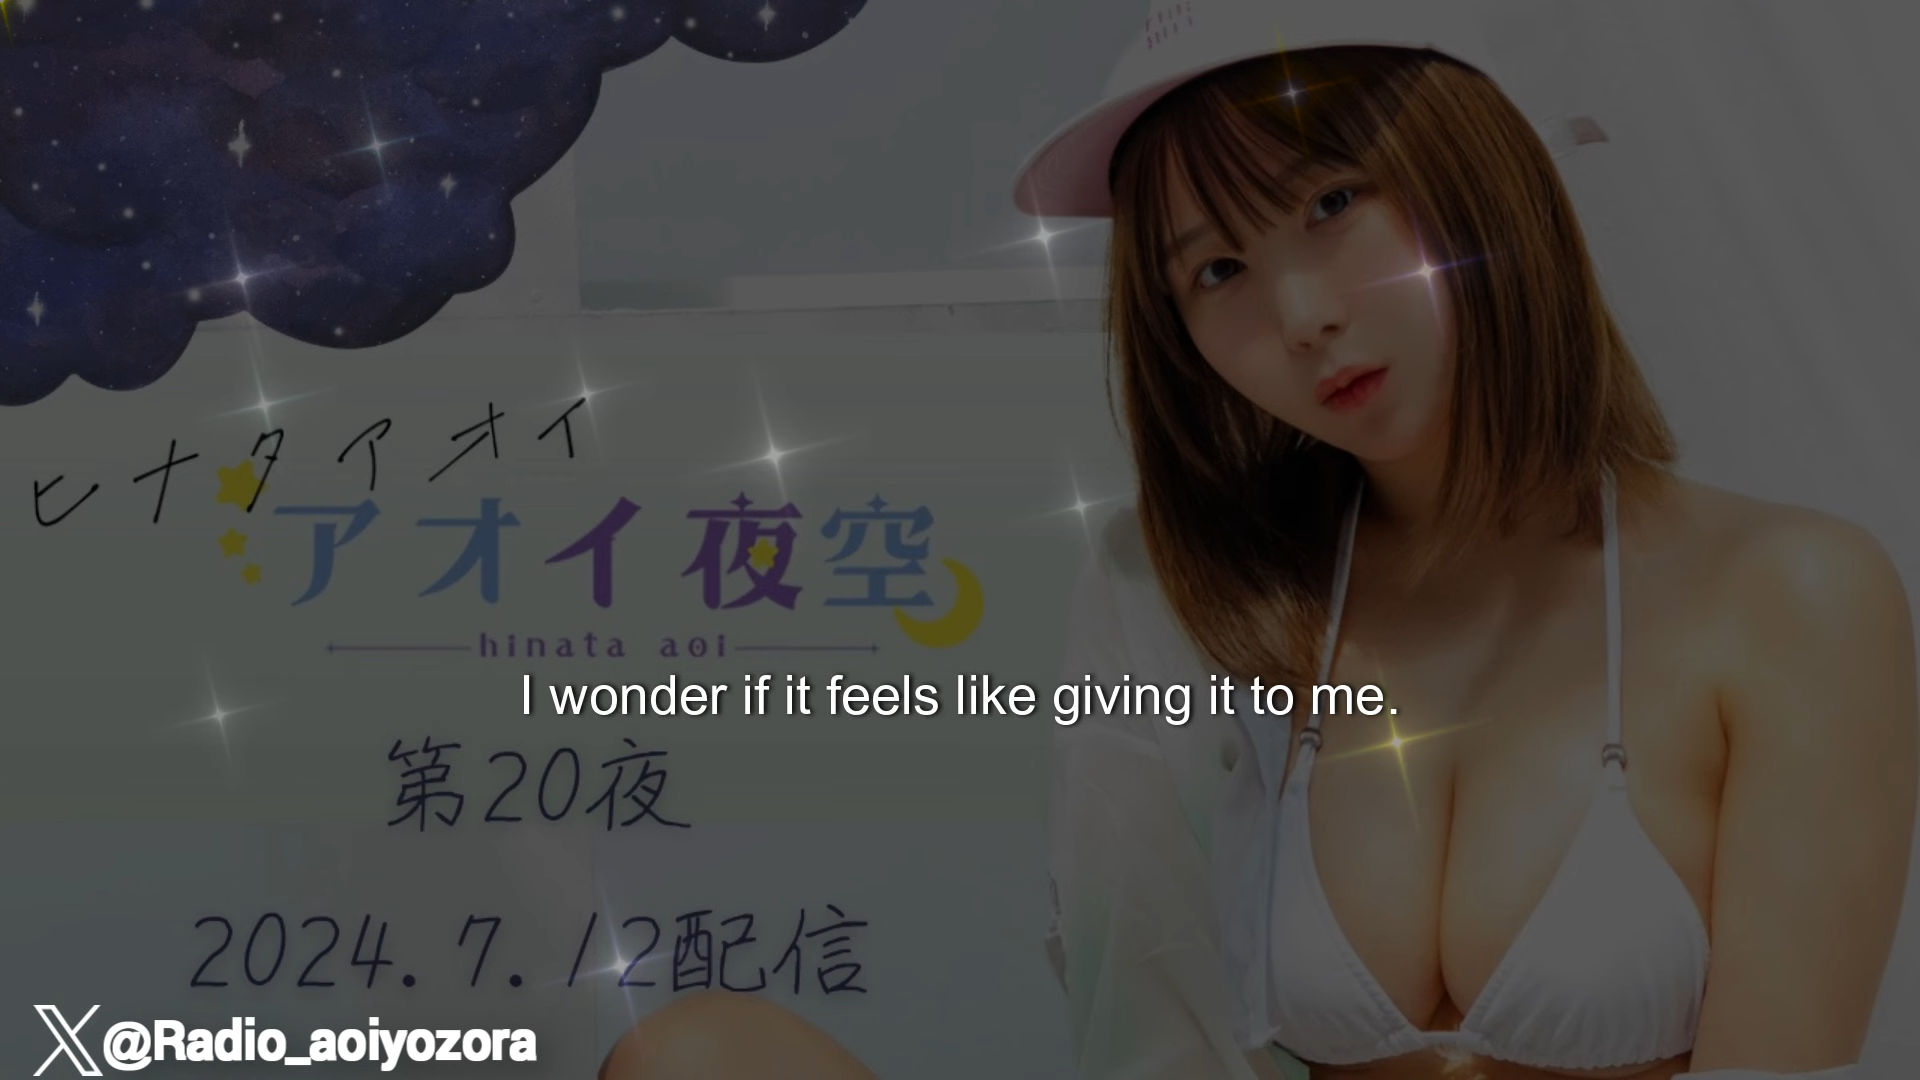 ヒナタアオイ
アオイ夜空
hinata aoi
I wonder if it feels like giving it to me.
第20夜
2024.7.12配信
X@Radio_aoiyozora